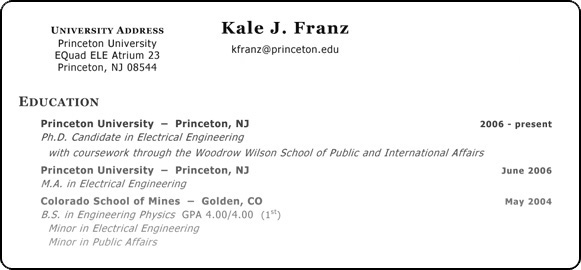 UNIVERSITY ADDRESS
Princeton University
EQuad ELE Atrium 23
Princeton, NJ 08544
Kale J. Franz
kfranz@princeton.edu
EDUCATION
Princeton University − Princeton, NJ 2006 - present
Ph.D. Candidate in Electrical Engineering
with coursework through the Woodrow Wilson School of Public and International Affairs
Princeton University − Princeton, NJ June 2006
M.A. in Electrical Engineering
Colorado School of Mines − Golden, CO May 2004
B.S. in Engineering Physics GPA 4.00/4.00 (1st)
Minor in Electrical Engineering
Minor in Public Affairs